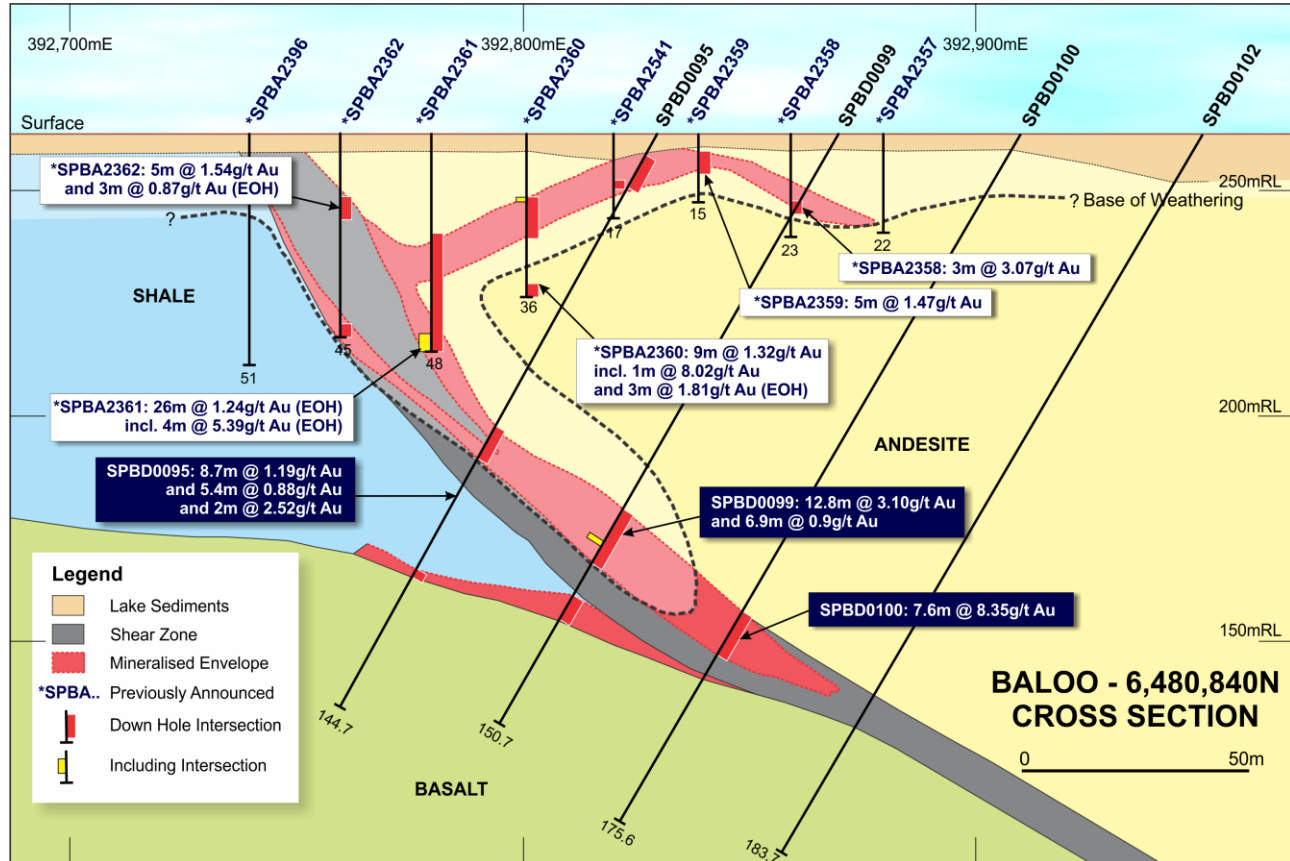 392,700mE
392,800mE
392,900mE
*SPBA2396
*SPBA2362
*SPBA2361
*SPBA2360
*SPBA2541
SPBD0095
*SPBA2359
*SPBA2358
SPBD0099
*SPBA2357
SPBD0100
SPBD0102
Surface
*SPBA2362: 5m @ 1.54g/t Au
and 3m @ 0.87g/t Au (EOH)
250mRL
? Base of Weathering
?
17
15
23
22
*SPBA2358: 3m @ 3.07g/t Au
*SPBA2359: 5m @ 1.47g/t Au
SHALE
36
45
48
51
*SPBA2360: 9m @ 1.32g/t Au
incl. 1m @ 8.02g/t Au
and 3m @ 1.81g/t Au (EOH)
*SPBA2361: 26m @ 1.24g/t Au (EOH)
incl. 4m @ 5.39g/t Au (EOH)
200mRL
ANDESITE
SPBD0095: 8.7m @ 1.19g/t Au
and 5.4m @ 0.88g/t Au
and 2m @ 2.52g/t Au
SPBD0099: 12.8m @ 3.10g/t Au
and 6.9m @ 0.9g/t Au
SPBD0100: 7.6m @ 8.35g/t Au
150mRL
Legend
Lake Sediments
Shear Zone
Mineralised Envelope
*SPBA.. Previously Announced
Down Hole Intersection
Including Intersection
BALOO - 6,480,840N
CROSS SECTION
0 50m
144.7
150.7
175.6
183.7
BASALT